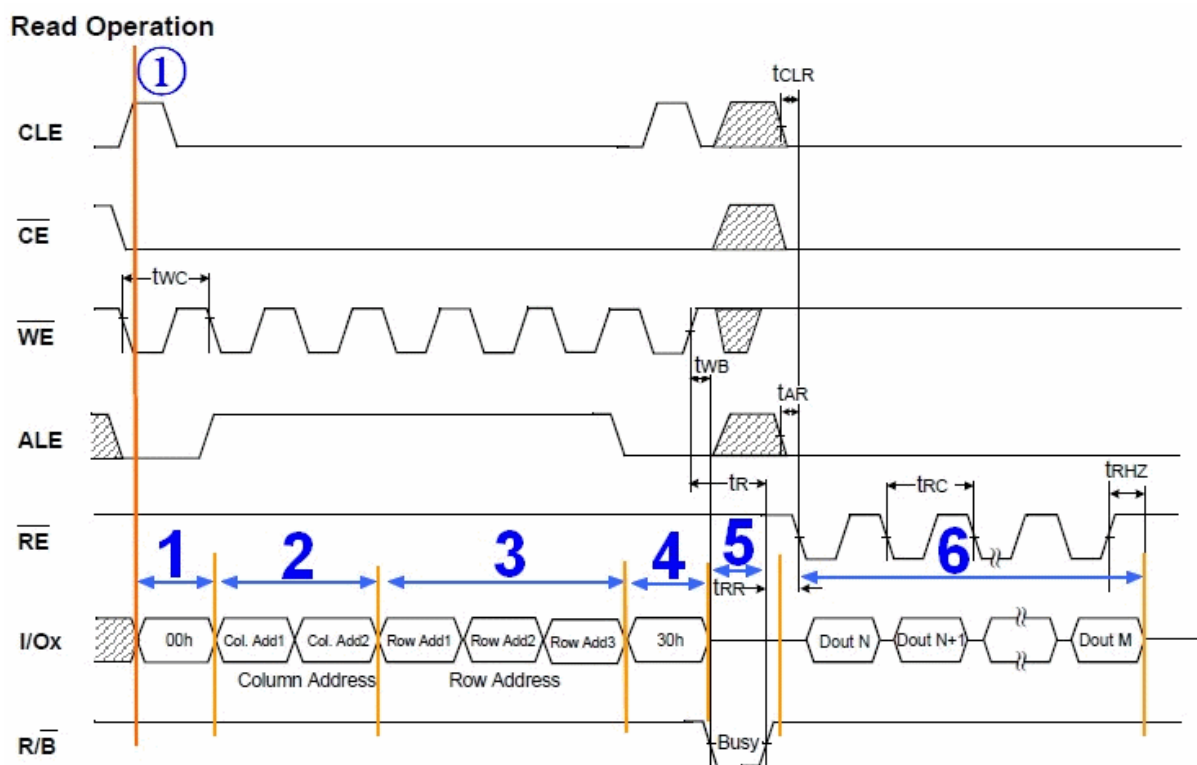 Read Operation
①
tCLR
CLE
CE
tWC
WE
tWB
tAR
ALE
tR
tRC
tRHZ
RE
1 2 3 4 5 6
tRR
I/Ox
00h Col. Add1 Col. Add2 Row Add1 Row Add2 Row Add3 30h Dout N Dout N+1 Dout M
Column Address Row Address
R/B
Busy